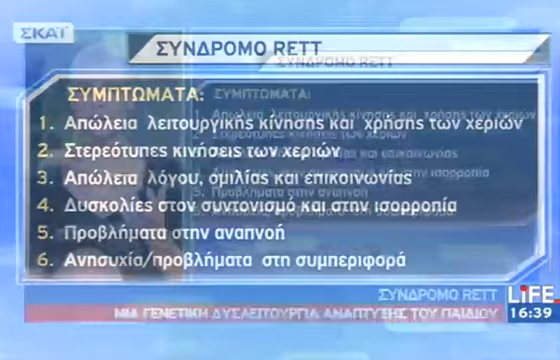 ΣΚΑΪ
ΣΥΝΔΡΟΜΟ RETT
ΣΥΜΠΤΩΜΑΤΑ:
1. Απώλεια λειτουργικής κίνησης και χρήσης των χεριών
2. Στερεότυπες κινήσεις των χεριών
3. Απώλεια λόγου, ομιλίας και επικοινωνίας
4. Δυσκολίες στον συντονισμό και στην ισορροπία
5. Προβλήματα στην αναπνοή
6. Ανησυχία/προβλήματα στη συμπεριφορά
ΣΥΝΔΡΟΜΟ RETT
LiFE
16:39
ΜΙΑ ΓΕΝΕΤΙΚΗ ΔΥΣΛΕΙΤΟΥΡΓΙΑ ΑΝΑΠΤΥΞΗΣ ΤΟΥ ΠΑΙΔΙΟΥ